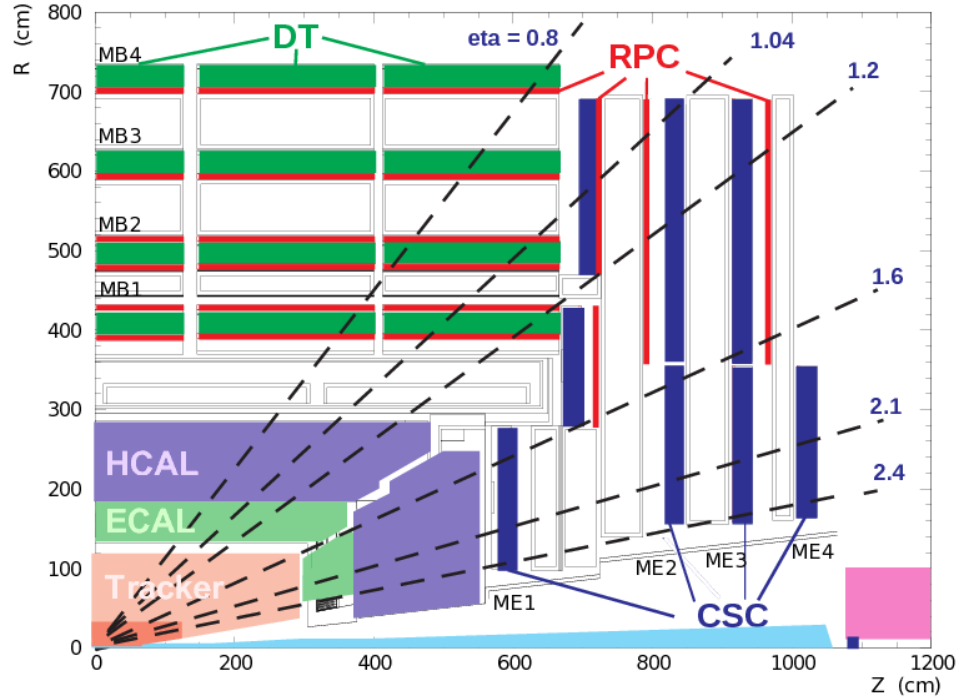 R (cm)
800
700
600
500
400
300
200
100
0
MB4
MB3
MB2
MB1
DT
eta = 0.8
1.04
1.2
1.6
2.1
2.4
RPC
HCAL
ECAL
Tracker
ME1
ME2
ME3
ME4
CSC
0
200
400
600
800
1000
1200
Z (cm)